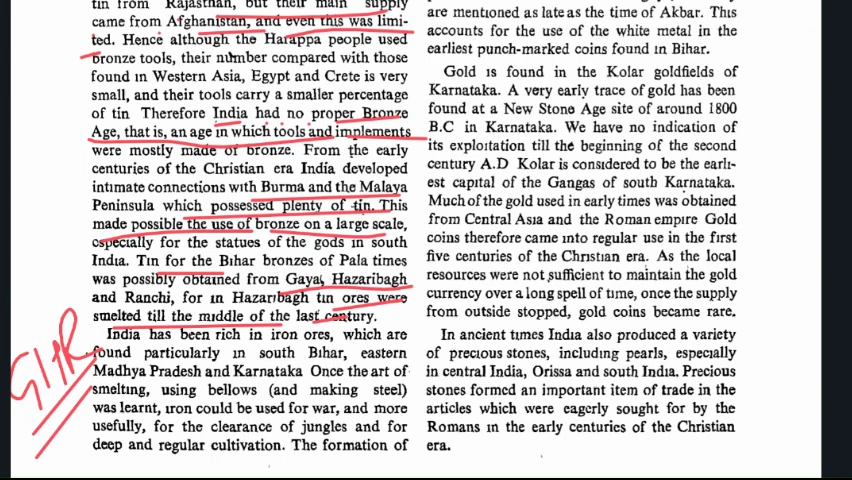 tin from Rajasthan, but their main supply
came from Afghanistan, and even this was limi-
ted. Hence although the Harappa people used
bronze tools, their number compared with those
found in Western Asia, Egypt and Crete is very
small, and their tools carry a smaller percentage
of tin Therefore India had no proper Bronze
Age, that is, an age in which tools and implements
were mostly made of bronze. From the early
centuries of the Christian era India developed
intimate connections with Burma and the Malaya
Peninsula which possessed plenty of tin. This
made possible the use of bronze on a large scale,
especially for the statues of the gods in south
India. Tin for the Bihar bronzes of Pala times
was possibly obtained from Gaya, Hazaribagh
and Ranchi, for in Hazaribagh tin ores were
smelted till the middle of the last century.
India has been rich in iron ores, which are
found particularly in south Bihar, eastern
Madhya Pradesh and Karnataka Once the art of
smelting, using bellows (and making steel)
was learnt, iron could be used for war, and more
usefully, for the clearance of jungles and for
deep and regular cultivation. The formation of
GHR
are mentioned as late as the time of Akbar. This
accounts for the use of the white metal in the
earliest punch-marked coins found in Bihar.
Gold is found in the Kolar goldfields of
Karnataka. A very early trace of gold has been
found at a New Stone Age site of around 1800
B.C in Karnataka. We have no indication of
its exploitation till the beginning of the second
century A.D Kolar is considered to be the earli-
est capital of the Gangas of south Karnataka.
Much of the gold used in early times was obtained
from Central Asia and the Roman empire Gold
coins therefore came into regular use in the first
five centuries of the Christian era. As the local
resources were not sufficient to maintain the gold
currency over a long spell of time, once the supply
from outside stopped, gold coins became rare.
In ancient times India also produced a variety
of precious stones, including pearls, especially
in central India, Orissa and south India. Precious
stones formed an important item of trade in the
articles which were eagerly sought for by the
Romans in the early centuries of the Christian
era.